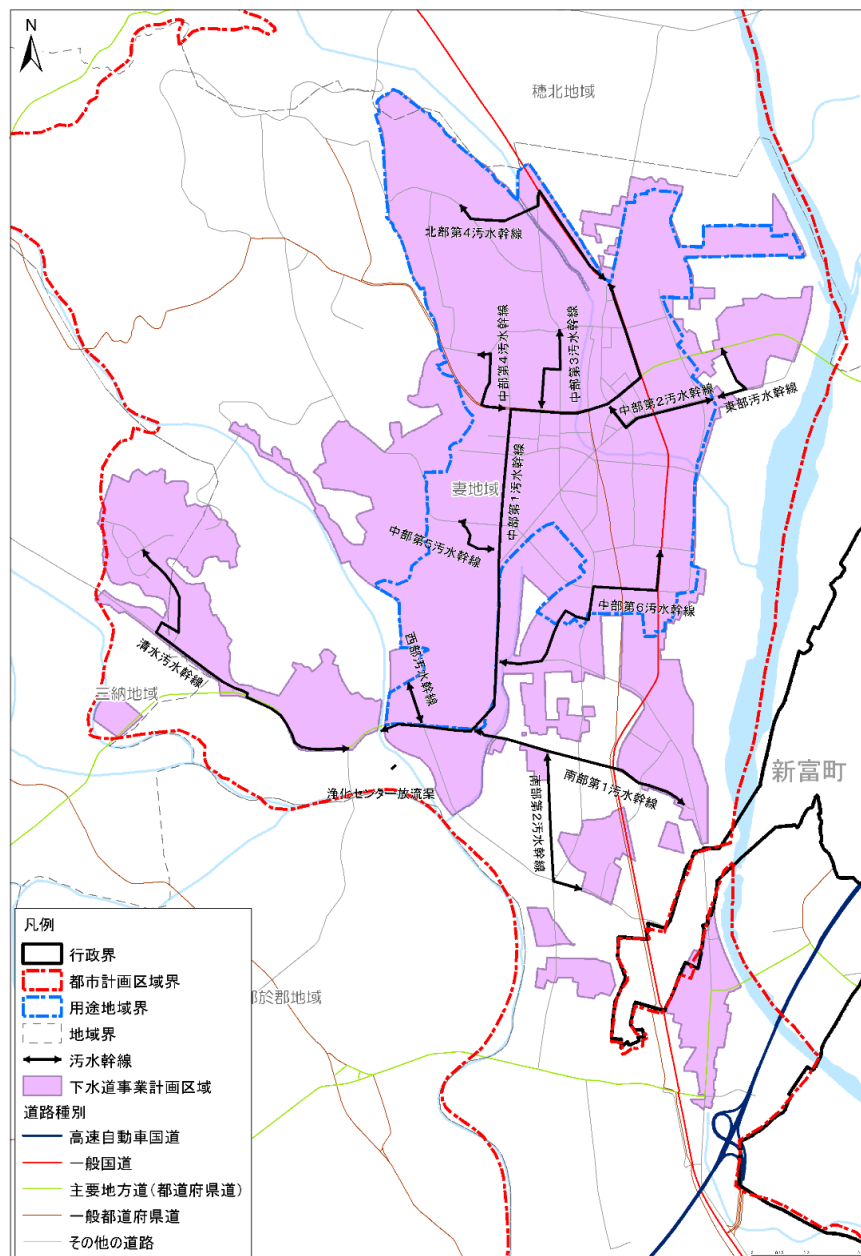 N
穂北地域
北部第4汚水幹線
中部第4汚水幹線
中部第3汚水幹線
中部第2汚水幹線
東部汚水幹線
妻地域
中部第1汚水幹線
中部第5汚水幹線
中部第6汚水幹線
西部汚水幹線
清水汚水幹線
三納地域
新富町
南部第1汚水幹線
浄化センター放流渠
南部第2汚水幹線
凡例
行政界
都市計画区域界
用途地域界
於郡地域
地域界
汚水幹線
下水道事業計画区域
道路種別
高速自動車国道
一般国道
主要地方道(都道府県道)
一般都道府県道
その他の道路